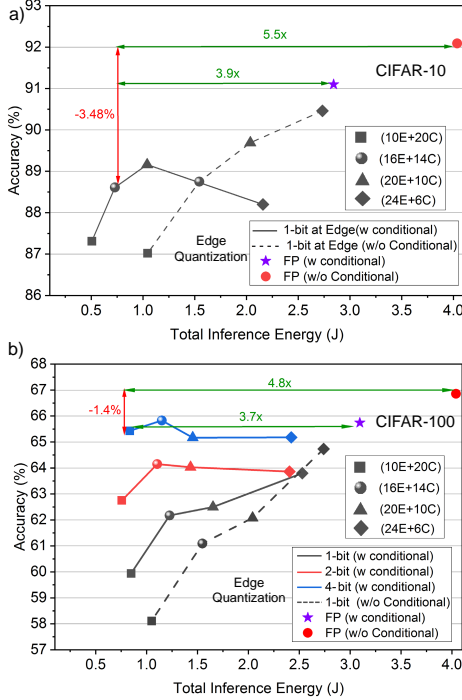 a)
93
92
91
90
89
88
87
86
Accuracy (%)
5.5x
3.9x
-3.48%
CIFAR-10
(10E+20C)
(16E+14C)
(20E+10C)
(24E+6C)
Edge
Quantization
1-bit at Edge(w conditional)
1-bit at Edge (w/o Conditional)
FP (w conditional)
FP (w/o Conditional)
0.5 1.0 1.5 2.0 2.5 3.0 3.5 4.0
Total Inference Energy (J)
b)
68
67
66
65
64
63
62
61
60
59
58
57
Accuracy (%)
4.8x
-1.4%
3.7x
CIFAR-100
(10E+20C)
(16E+14C)
(20E+10C)
(24E+6C)
Edge
Quantization
1-bit (w conditional)
2-bit (w conditional)
4-bit (w conditional)
1-bit (w/o Conditional)
FP (w conditional)
FP (w/o Conditional)
0.5 1.0 1.5 2.0 2.5 3.0 3.5 4.0
Total Inference Energy (J)